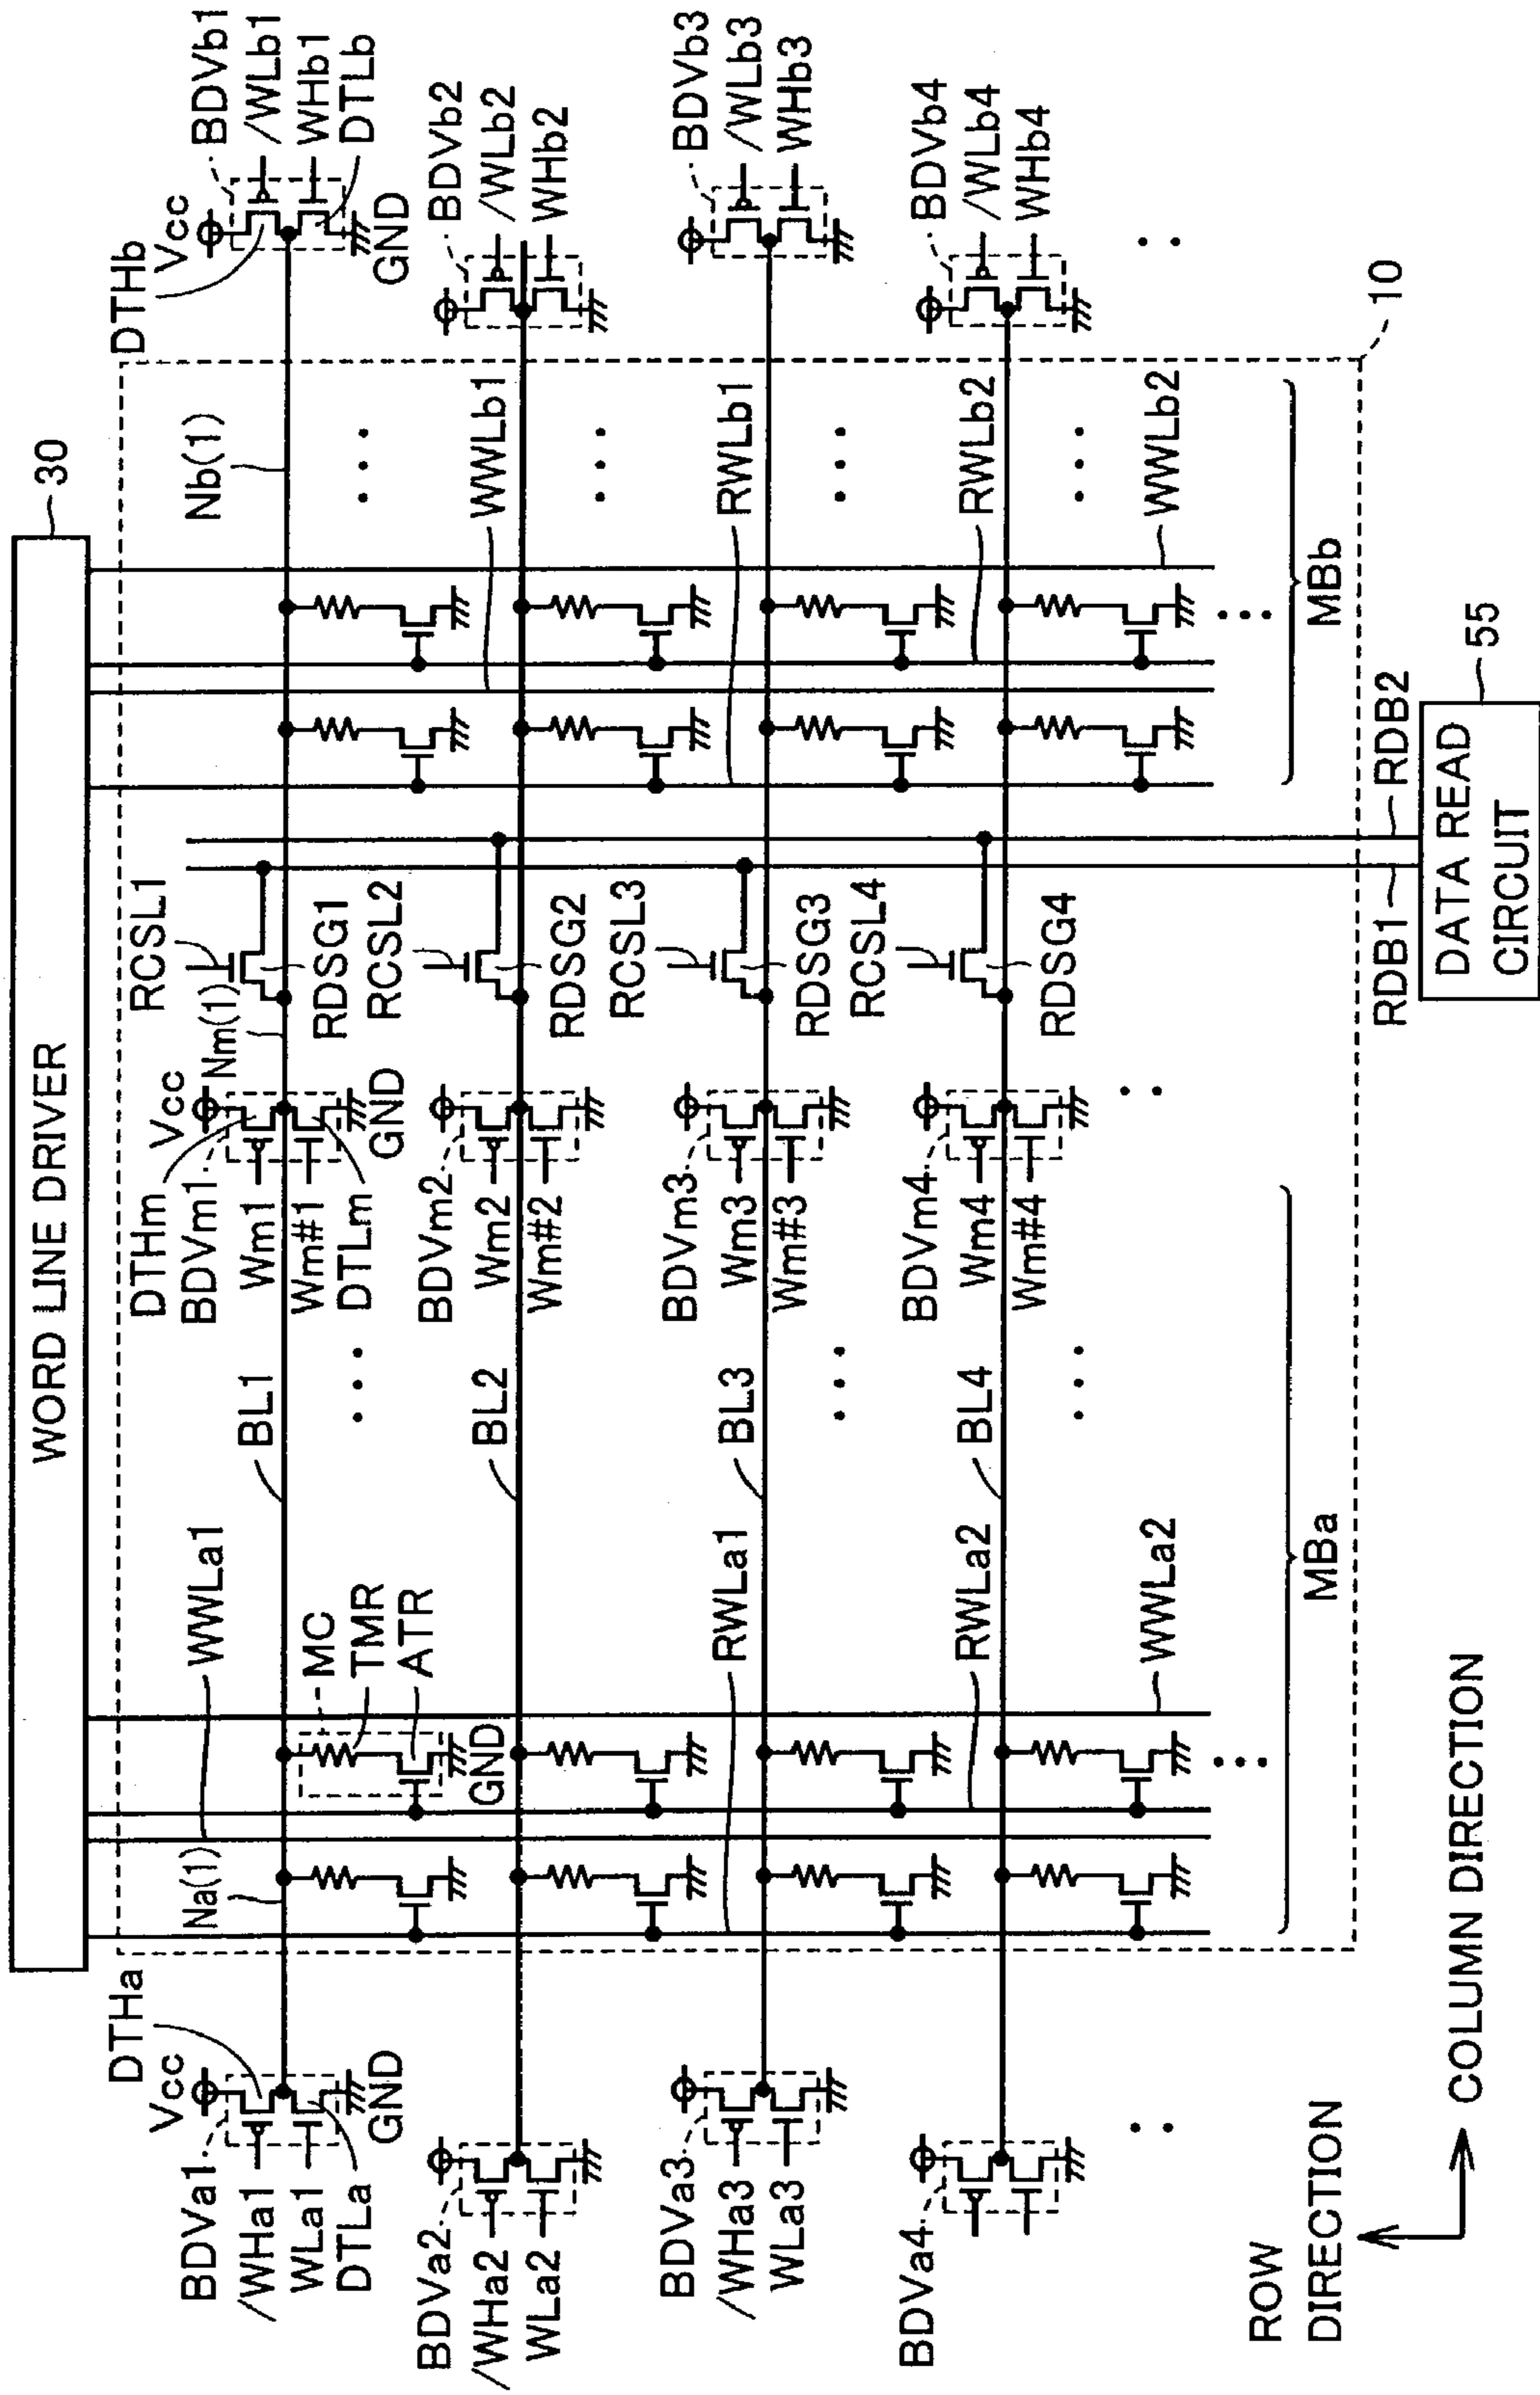 30
WORD LINE DRIVER
DTHa
Vcc
BDVa1
/WHa1
WLa1
DTLa
GND
Na(1)
WWLa1
MC
TMR
ATR
GND
BL1
DTHm
Vcc
BDVm1
Wm1
Wm#1
DTLm
GND
Nm(1)
RCSL1
RDSG1
Nb(1)
DTHb
Vcc
BDVb1
/WLb1
WHb1
DTLb
GND
BDVa2
/WHa2
WLa2
BL2
BDVm2
Wm2
Wm#2
RCSL2
RDSG2
WWLb1
BDVb2
/WLb2
WHb2
BDVa3
/WHa3
WLa3
RWLa1
BL3
BDVm3
Wm3
Wm#3
RCSL3
RDSG3
RWLb1
BDVb3
/WLb3
WHb3
BDVa4
RWLa2
BL4
BDVm4
Wm4
Wm#4
RCSL4
RDSG4
RWLb2
BDVb4
/WLb4
WHb4
WWLa2
WWLb2
MBa
MBb
10
RDB1
RDB2
55
DATA READ
CIRCUIT
ROW
DIRECTION
COLUMN DIRECTION